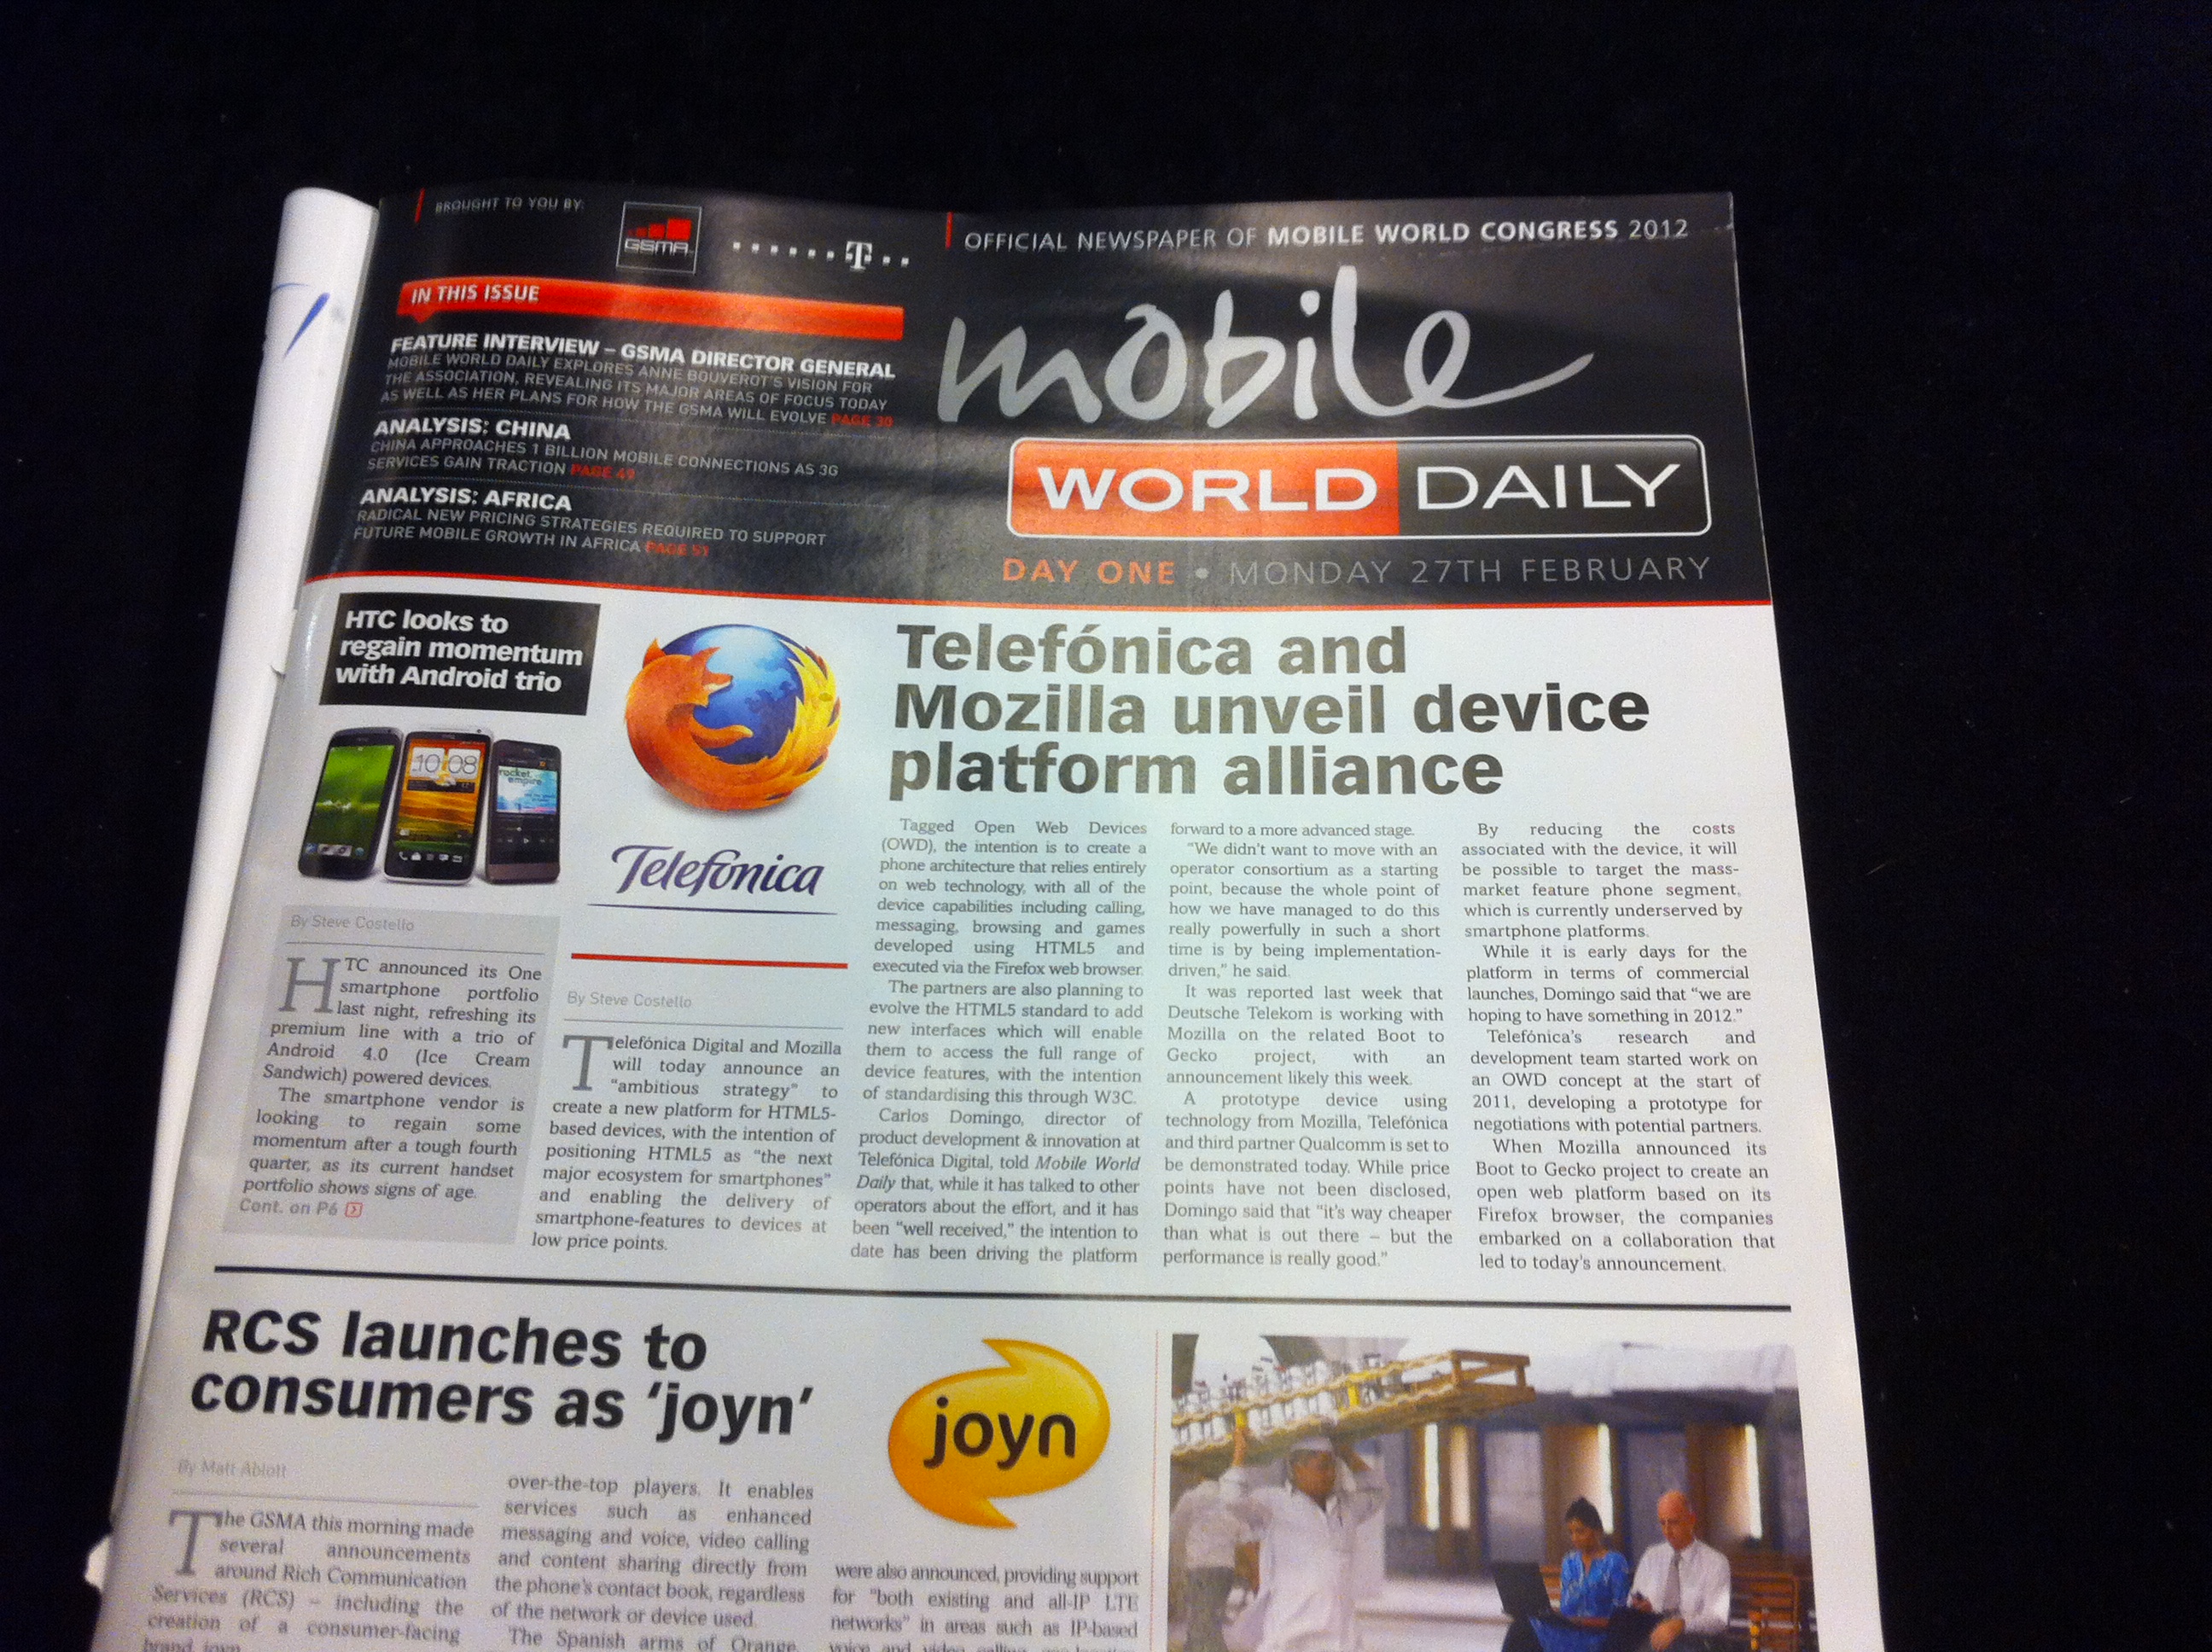 BROUGHT TO YOU BY:
GSMA
T
OFFICIAL NEWSPAPER OF MOBILE WORLD CONGRESS 2012
mobile
WORLD DAILY
DAY ONE • MONDAY 27TH FEBRUARY
IN THIS ISSUE
FEATURE INTERVIEW – GSMA DIRECTOR GENERAL
MOBILE WORLD DAILY EXPLORES ANNE BOUVEROT'S VISION FOR
THE ASSOCIATION, REVEALING ITS MAJOR AREAS OF FOCUS TODAY
AS WELL AS HER PLANS FOR HOW THE GSMA WILL EVOLVE PAGE 30
ANALYSIS: CHINA
CHINA APPROACHES 1 BILLION MOBILE CONNECTIONS AS 3G
SERVICES GAIN TRACTION PAGE 49
ANALYSIS: AFRICA
RADICAL NEW PRICING STRATEGIES REQUIRED TO SUPPORT
FUTURE MOBILE GROWTH IN AFRICA PAGE 51
HTC looks to
regain momentum
with Android trio
10:08
rocket
empire
By Steve Costello
HTC announced its One
smartphone portfolio
last night, refreshing its
premium line with a trio of
Android 4.0 (Ice Cream
Sandwich) powered devices.
The smartphone vendor is
looking to regain some
momentum after a tough fourth
quarter, as its current handset
portfolio shows signs of age.
Cont. on P6
Telefónica
Telefónica and
Mozilla unveil device
platform alliance
By Steve Costello
Telefónica Digital and Mozilla
will today announce an
"ambitious strategy" to
create a new platform for HTML5-
based devices, with the intention of
positioning HTML5 as "the next
major ecosystem for smartphones"
and enabling the delivery of
smartphone-features to devices at
low price points.
Tagged Open Web Devices
(OWD), the intention is to create a
phone architecture that relies entirely
on web technology, with all of the
device capabilities including calling,
messaging, browsing and games
developed using HTML5 and
executed via the Firefox web browser.
The partners are also planning to
evolve the HTML5 standard to add
new interfaces which will enable
them to access the full range of
device features, with the intention
of standardising this through W3C.
Carlos Domingo, director of
product development & innovation at
Telefónica Digital, told Mobile World
Daily that, while it has talked to other
operators about the effort, and it has
been "well received," the intention to
date has been driving the platform
forward to a more advanced stage.
"We didn't want to move with an
operator consortium as a starting
point, because the whole point of
how we have managed to do this
really powerfully in such a short
time is by being implementation-
driven," he said.
It was reported last week that
Deutsche Telekom is working with
Mozilla on the related Boot to
Gecko project, with an
announcement likely this week.
A prototype device using
technology from Mozilla, Telefónica
and third partner Qualcomm is set to
be demonstrated today. While price
points have not been disclosed,
Domingo said that "it's way cheaper
than what is out there – but the
performance is really good."
By reducing the costs
associated with the device, it will
be possible to target the mass-
market feature phone segment,
which is currently underserved by
smartphone platforms.
While it is early days for the
platform in terms of commercial
launches, Domingo said that "we are
hoping to have something in 2012."
Telefónica's research and
development team started work on
an OWD concept at the start of
2011, developing a prototype for
negotiations with potential partners.
When Mozilla announced its
Boot to Gecko project to create an
open web platform based on its
Firefox browser, the companies
embarked on a collaboration that
led to today's announcement.
RCS launches to
consumers as 'joyn'
joyn
By Matt Ablott
The GSMA this morning made
several announcements
around Rich Communication
Services (RCS) – including the
creation of a consumer-facing
brand, joyn
over-the-top players. It enables
services such as enhanced
messaging and voice, video calling
and content sharing directly from
the phone's contact book, regardless
of the network or device used.
The Spanish arms of Orange,
were also announced, providing support
for "both existing and all-IP LTE
networks" in areas such as IP-based
voice and video calling,